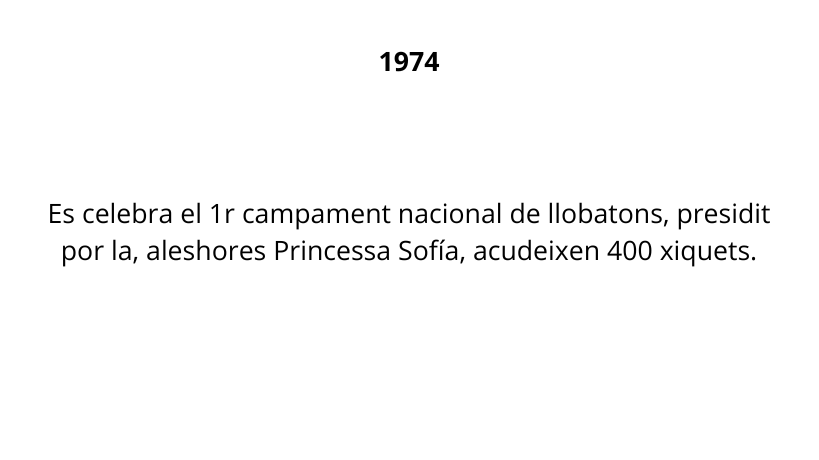 1974
Es celebra el 1r campament nacional de llobatons, presidit
por la, aleshores Princessa Sofía, acudeixen 400 xiquets.